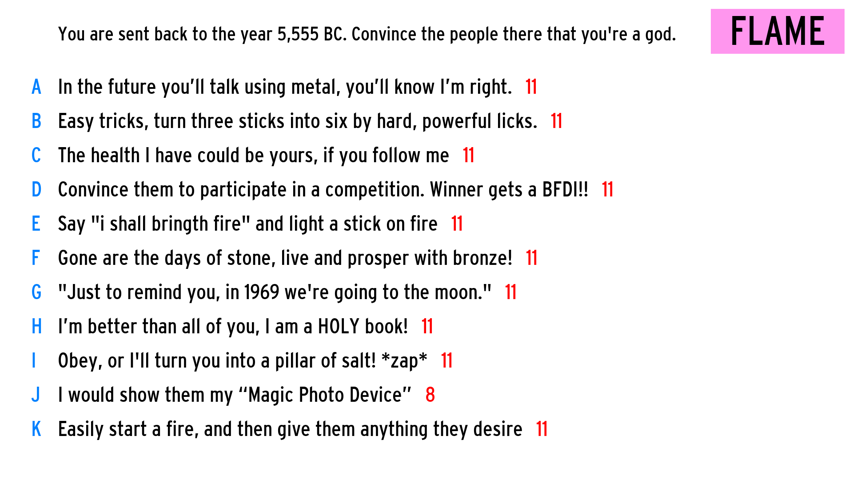 You are sent back to the year 5,555 BC. Convince the people there that you're a god.
FLAME
A In the future you’ll talk using metal, you’ll know I’m right. 11
B Easy tricks, turn three sticks into six by hard, powerful licks. 11
C The health I have could be yours, if you follow me 11
D Convince them to participate in a competition. Winner gets a BFDI!! 11
E Say "i shall bringth fire" and light a stick on fire 11
F Gone are the days of stone, live and prosper with bronze! 11
G "Just to remind you, in 1969 we're going to the moon." 11
H I’m better than all of you, I am a HOLY book! 11
I Obey, or I'll turn you into a pillar of salt! *zap* 11
J I would show them my “Magic Photo Device” 8
K Easily start a fire, and then give them anything they desire 11